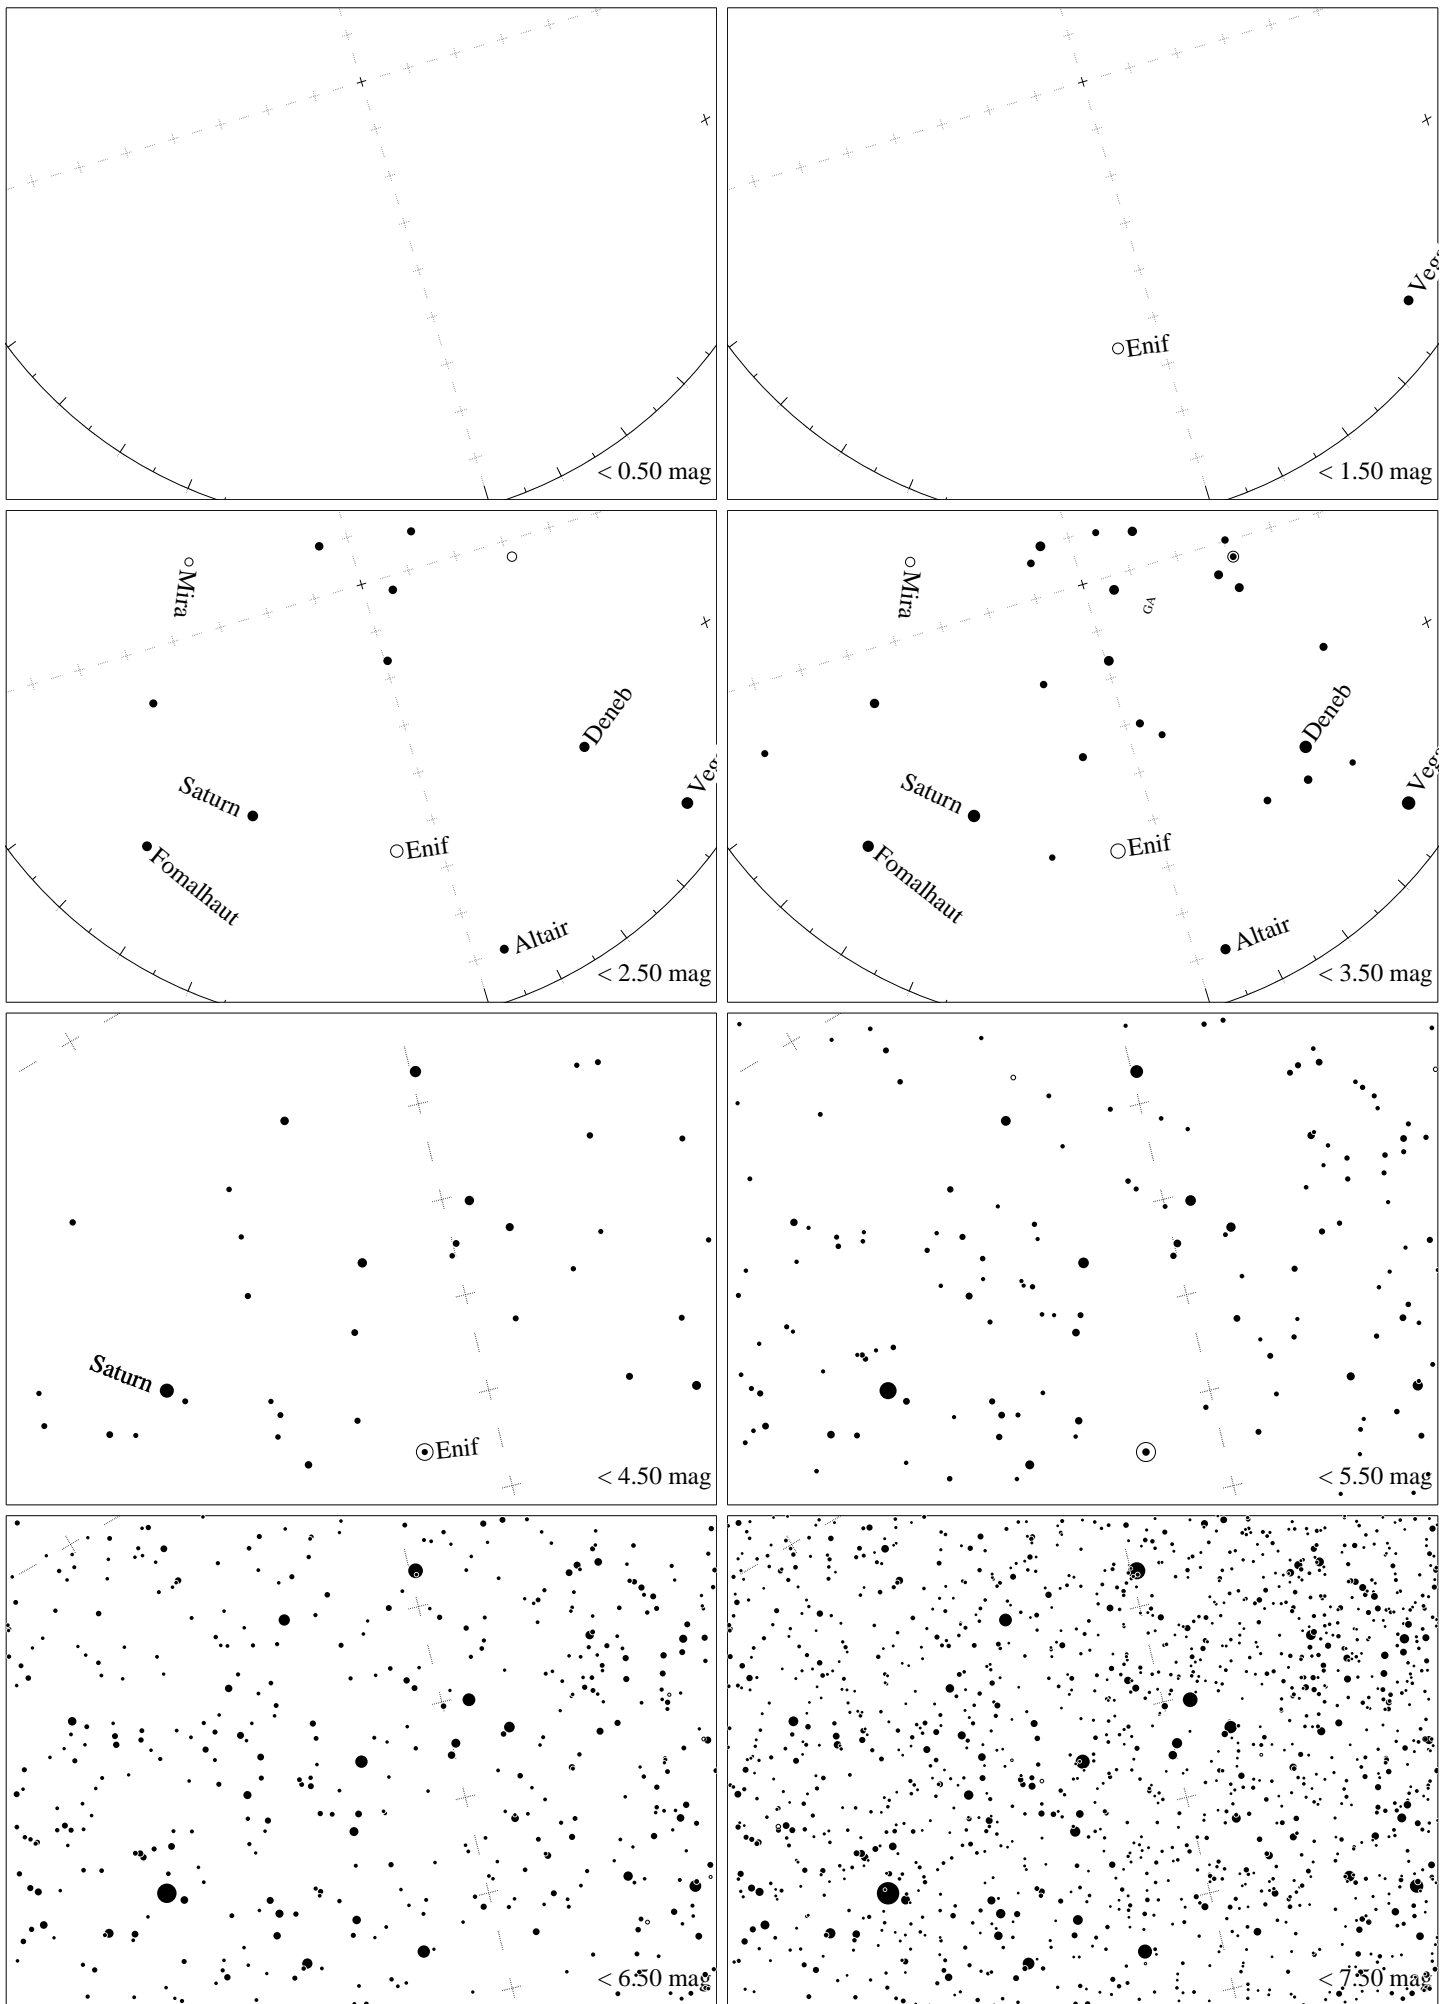 < 0.50 mag
Vega
Enif
< 1.50 mag
Mira
Deneb
Saturn
Vega
Enif
Fomalhaut
Altair
< 2.50 mag
Mira
GA
Deneb
Saturn
Vega
Enif
Fomalhaut
Altair
< 3.50 mag
Saturn
Enif
< 4.50 mag
< 5.50 mag
< 6.50 mag
< 7.50 mag